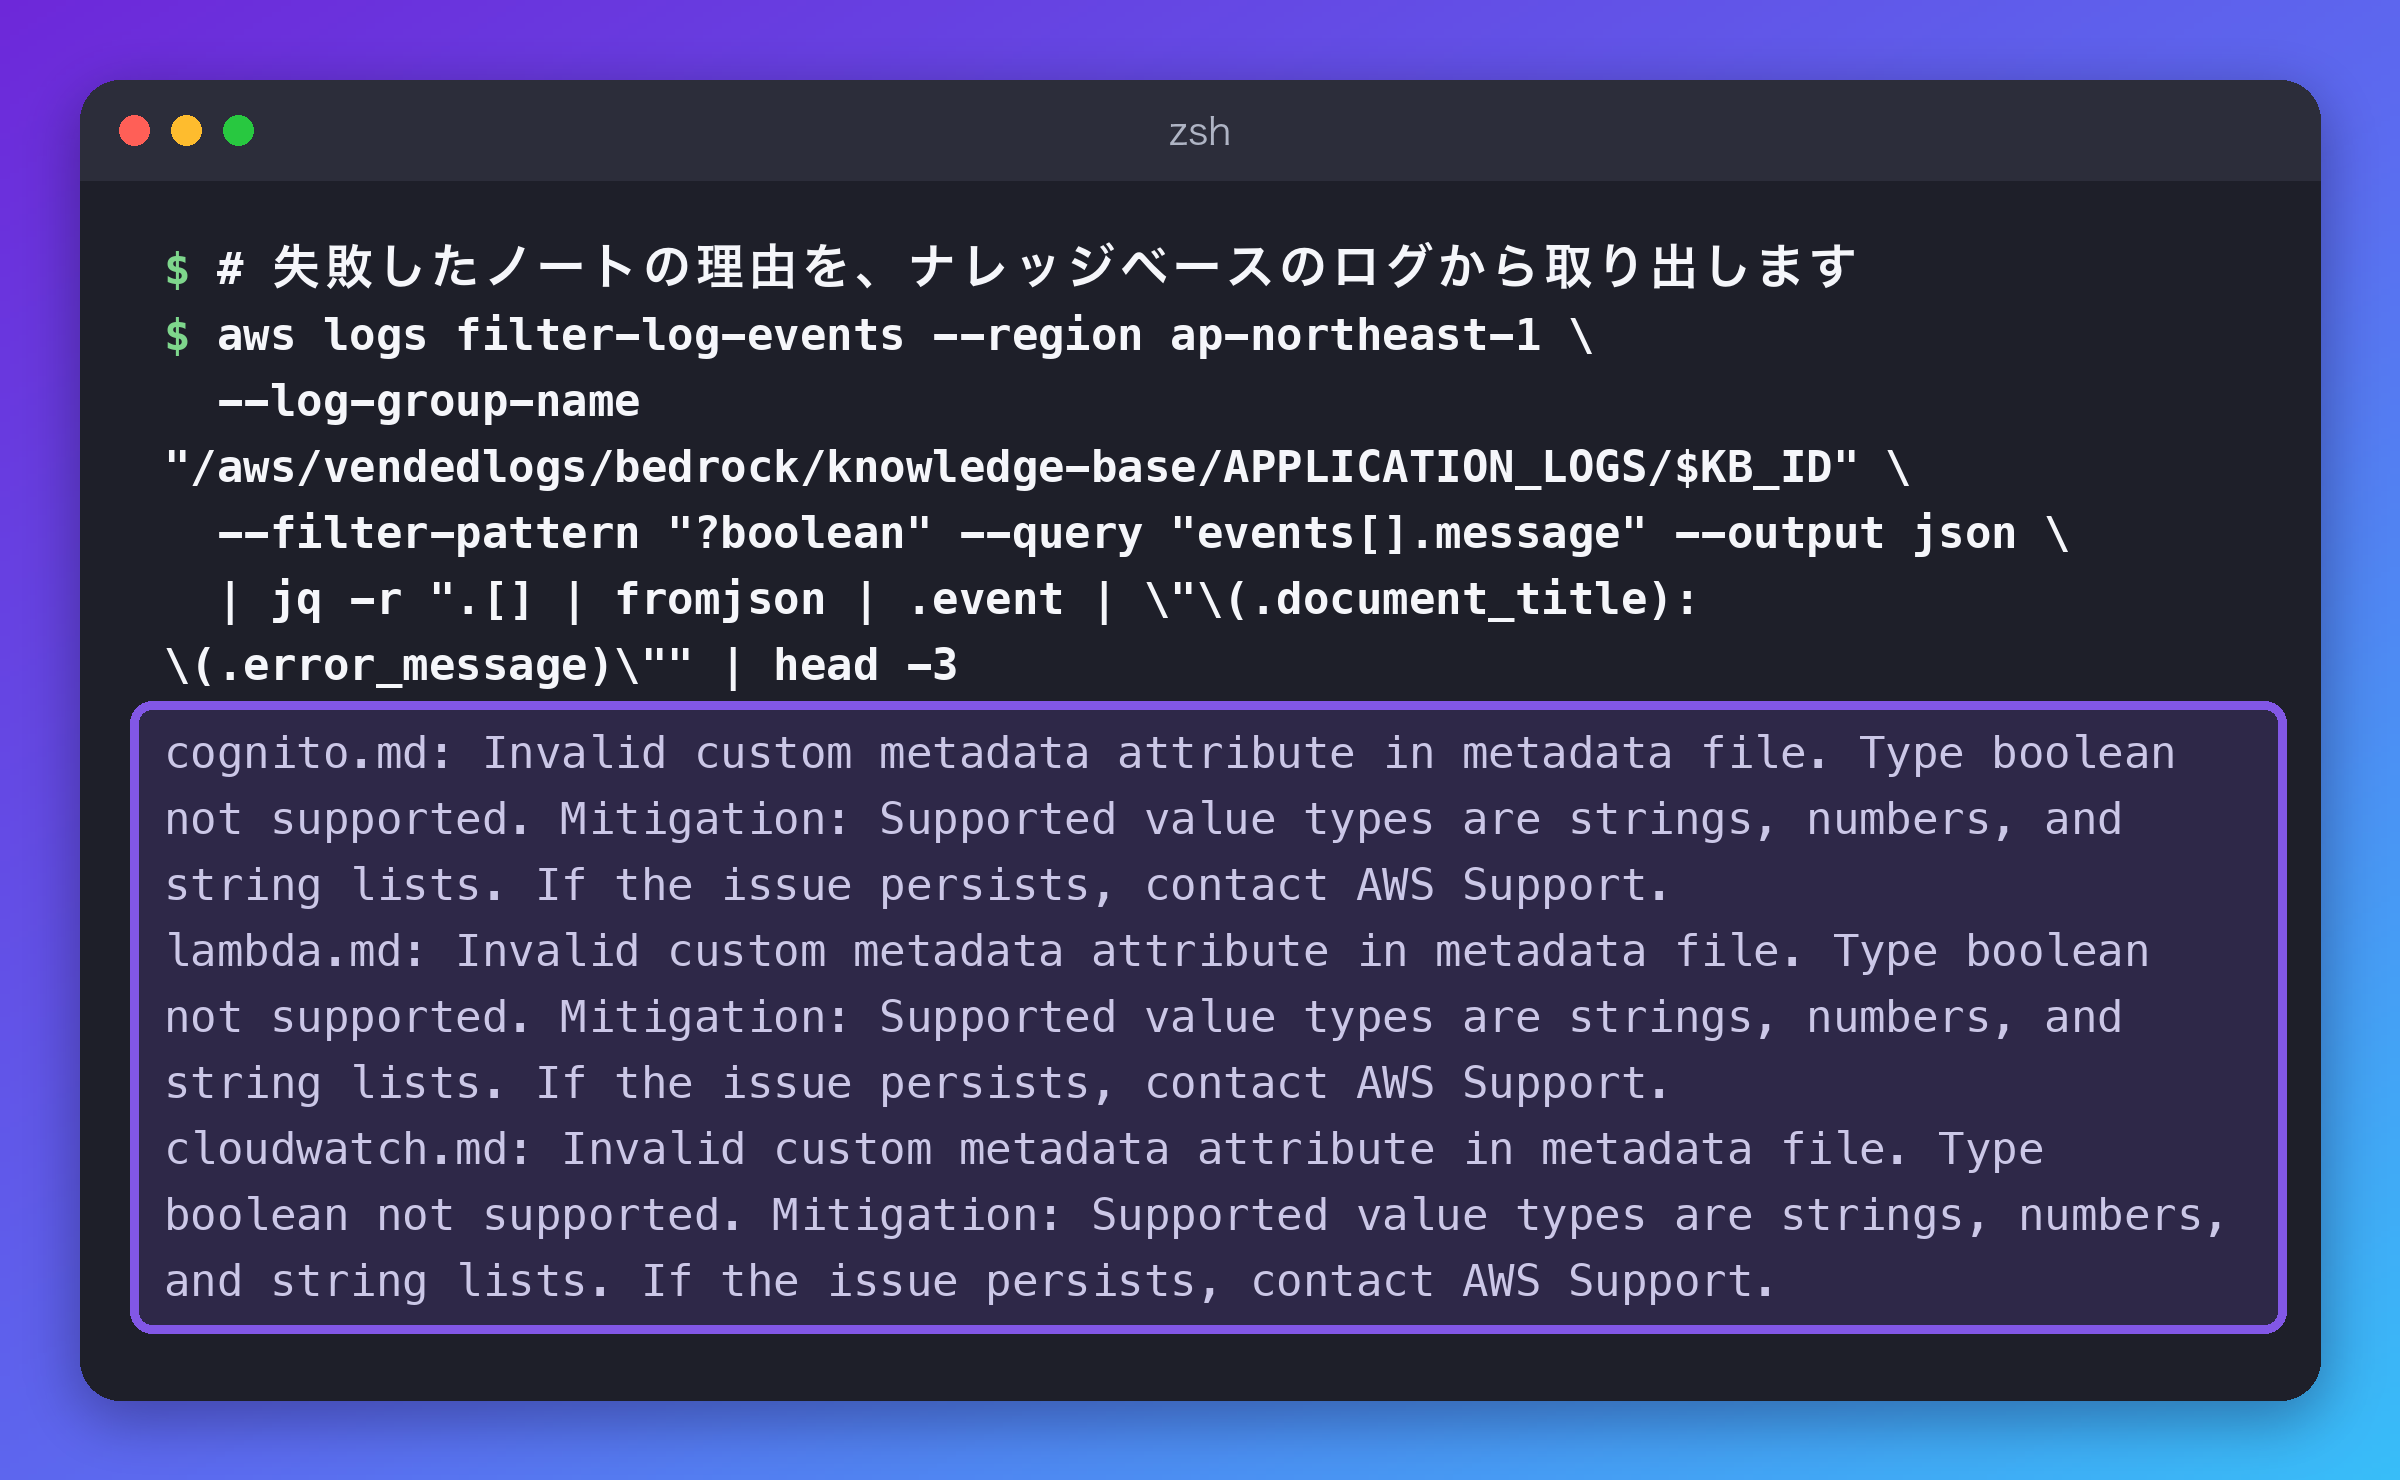 zsh
$ # 失敗したノートの理由を、ナレッジベースのログから取り出します
$ aws logs filter-log-events --region ap-northeast-1 \
--log-group-name
"/aws/vendedlogs/bedrock/knowledge-base/APPLICATION_LOGS/$KB_ID" \
--filter-pattern "?boolean" --query "events[].message" --output json \
| jq -r ".[] | fromjson | .event | \"\(.document_title):
\(.error_message)\"" | head -3
cognito.md: Invalid custom metadata attribute in metadata file. Type boolean
not supported. Mitigation: Supported value types are strings, numbers, and
string lists. If the issue persists, contact AWS Support.
lambda.md: Invalid custom metadata attribute in metadata file. Type boolean
not supported. Mitigation: Supported value types are strings, numbers, and
string lists. If the issue persists, contact AWS Support.
cloudwatch.md: Invalid custom metadata attribute in metadata file. Type
boolean not supported. Mitigation: Supported value types are strings, numbers,
and string lists. If the issue persists, contact AWS Support.